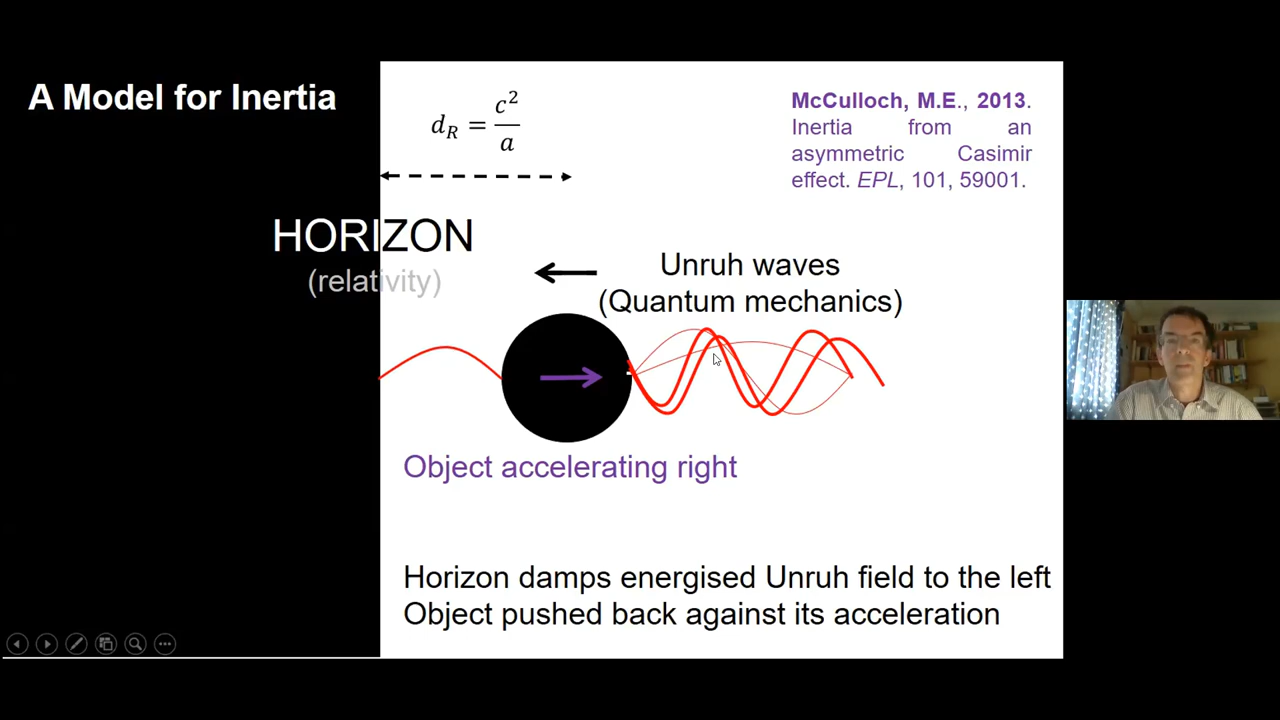 A Model for Inertia
d_R = c²/a
McCulloch, M.E., 2013.
Inertia from an
asymmetric Casimir
effect. EPL, 101, 59001.
HORIZON
(relativity)
Unruh waves
(Quantum mechanics)
Object accelerating right
Horizon damps energised Unruh field to the left
Object pushed back against its acceleration